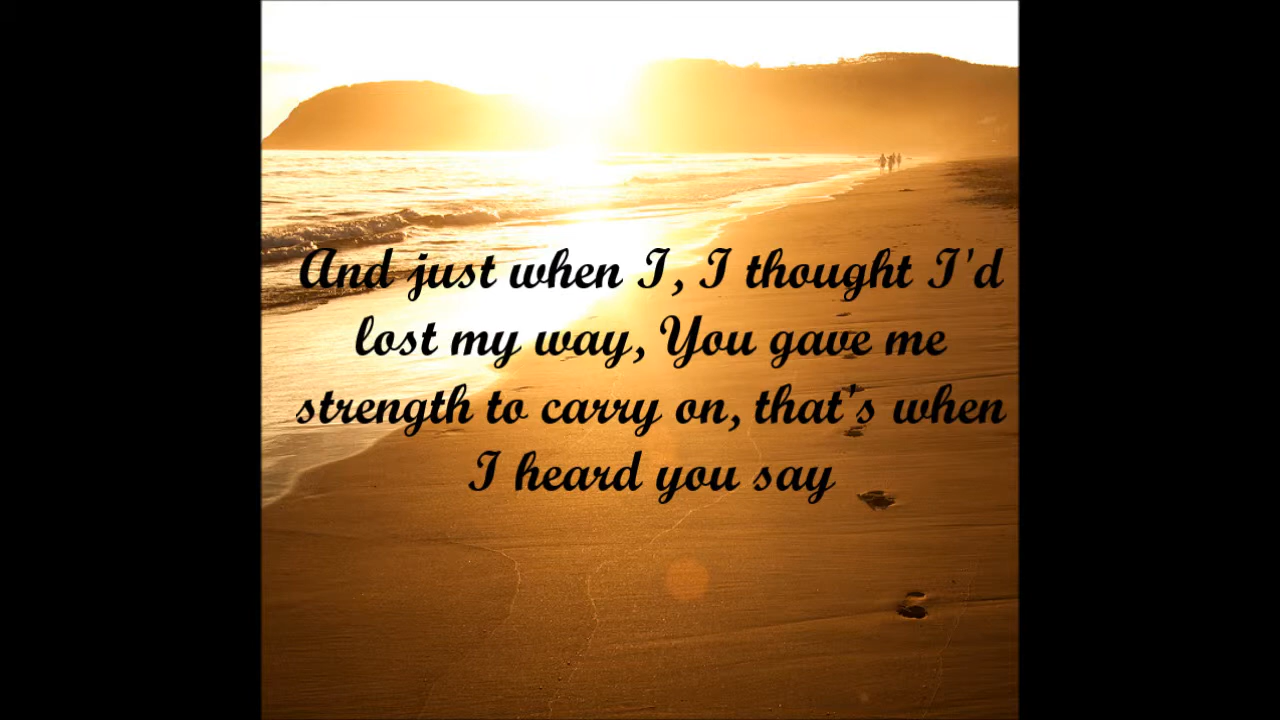 And just when I, I thought I'd
lost my way, You gave me
strength to carry on, that's when
I heard you say